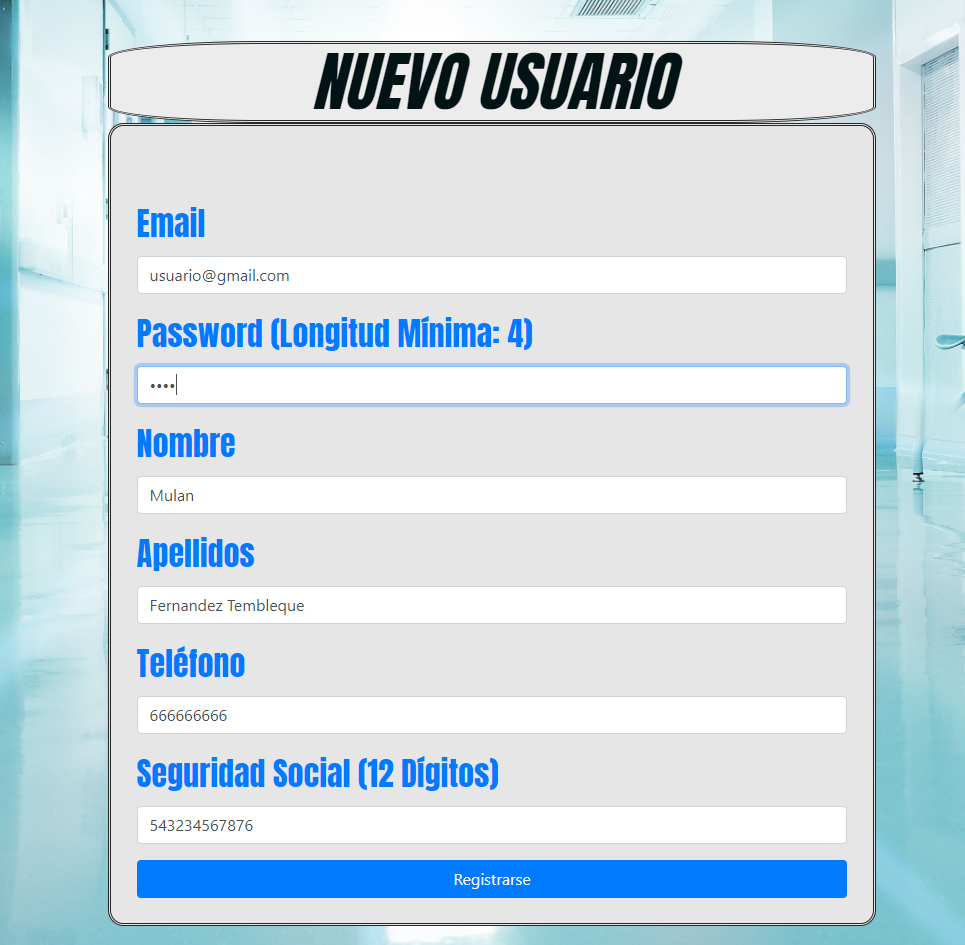 NUEVO USUARIO
Email
usuario@gmail.com
Password (Longitud Mínima: 4)
••••
Nombre
Mulan
Apellidos
Fernandez Tembleque
Teléfono
666666666
Seguridad Social (12 Dígitos)
543234567876
Registrarse